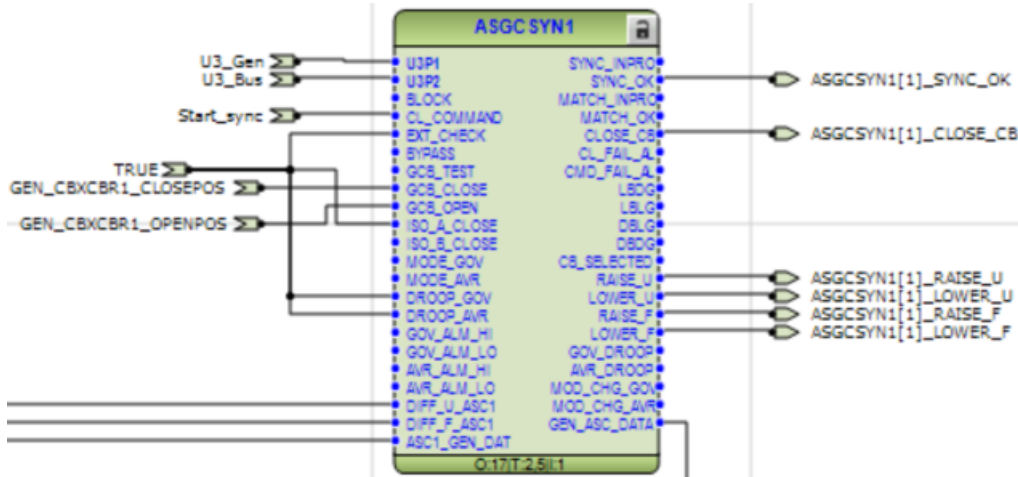 ASGCSYN1
U3_Gen
U3_Bus
Start_sync
TRUE
GEN_CBXCBR1_CLOSEPOS
GEN_CBXCBR1_OPENPOS
U3P1
U3P2
BLOCK
CL_COMMAND
EXT_CHECK
BYPASS
GCB_TEST
GCB_CLOSE
GCB_OPEN
ISO_A_CLOSE
ISO_B_CLOSE
MODE_GOV
MODE_AVR
DROOP_GOV
DROOP_AVR
GOV_ALM_HI
GOV_ALM_LO
AVR_ALM_HI
AVR_ALM_LO
DIFF_U_ASC1
DIFF_F_ASC1
ASC1_GEN_DAT
SYNC_INPRO
SYNC_OK
MATCH_INPRO
MATCH_OK
CLOSE_CB
CL_FAIL_AL
CMD_FAIL_AL
LBDG
LBLG
DBLG
DBDG
CB_SELECTED
RAISE_U
LOWER_U
RAISE_F
LOWER_F
GOV_DROOP
AVR_DROOP
MOD_CHG_GOV
MOD_CHG_AVR
GEN_ASC_DATA
O:17|T:2,5|I:1
ASGCSYN1[1]_SYNC_OK
ASGCSYN1[1]_CLOSE_CB
ASGCSYN1[1]_RAISE_U
ASGCSYN1[1]_LOWER_U
ASGCSYN1[1]_RAISE_F
ASGCSYN1[1]_LOWER_F